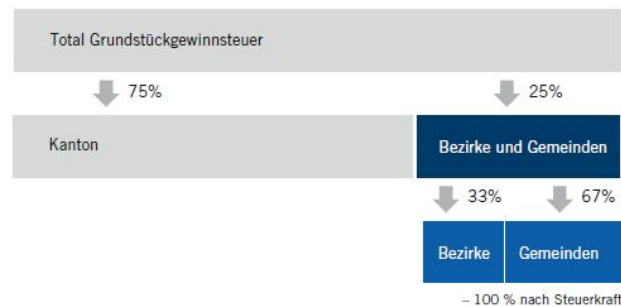 Total Grundstückgewinnsteuer
75%
25%
Kanton
Bezirke und Gemeinden
33%
67%
Bezirke
Gemeinden
– 100 % nach Steuerkraft